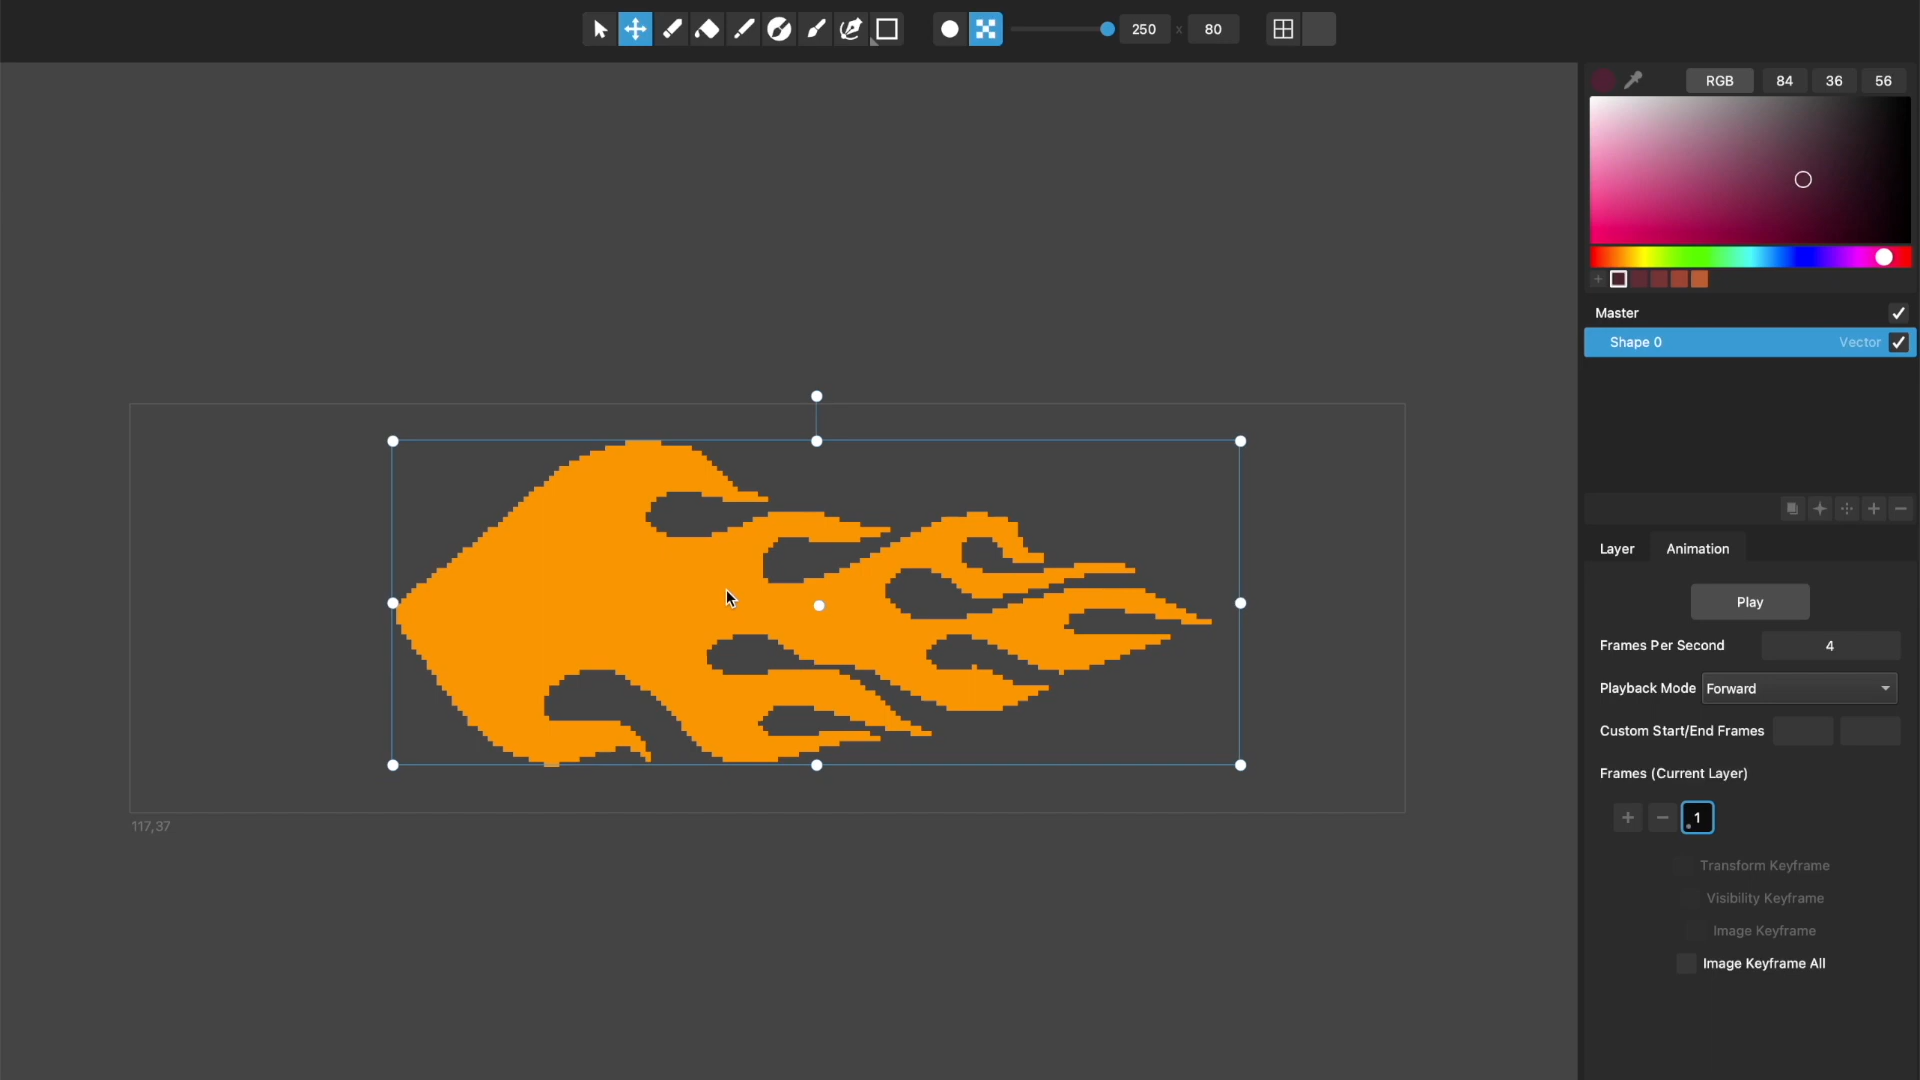 250 x 80
RGB 84 36 56
Master
Shape 0 Vector
Layer Animation
Play
Frames Per Second 4
Playback Mode Forward
Custom Start/End Frames
Frames (Current Layer)
+ − 1
117,37
Transform Keyframe
Visibility Keyframe
Image Keyframe
Image Keyframe All